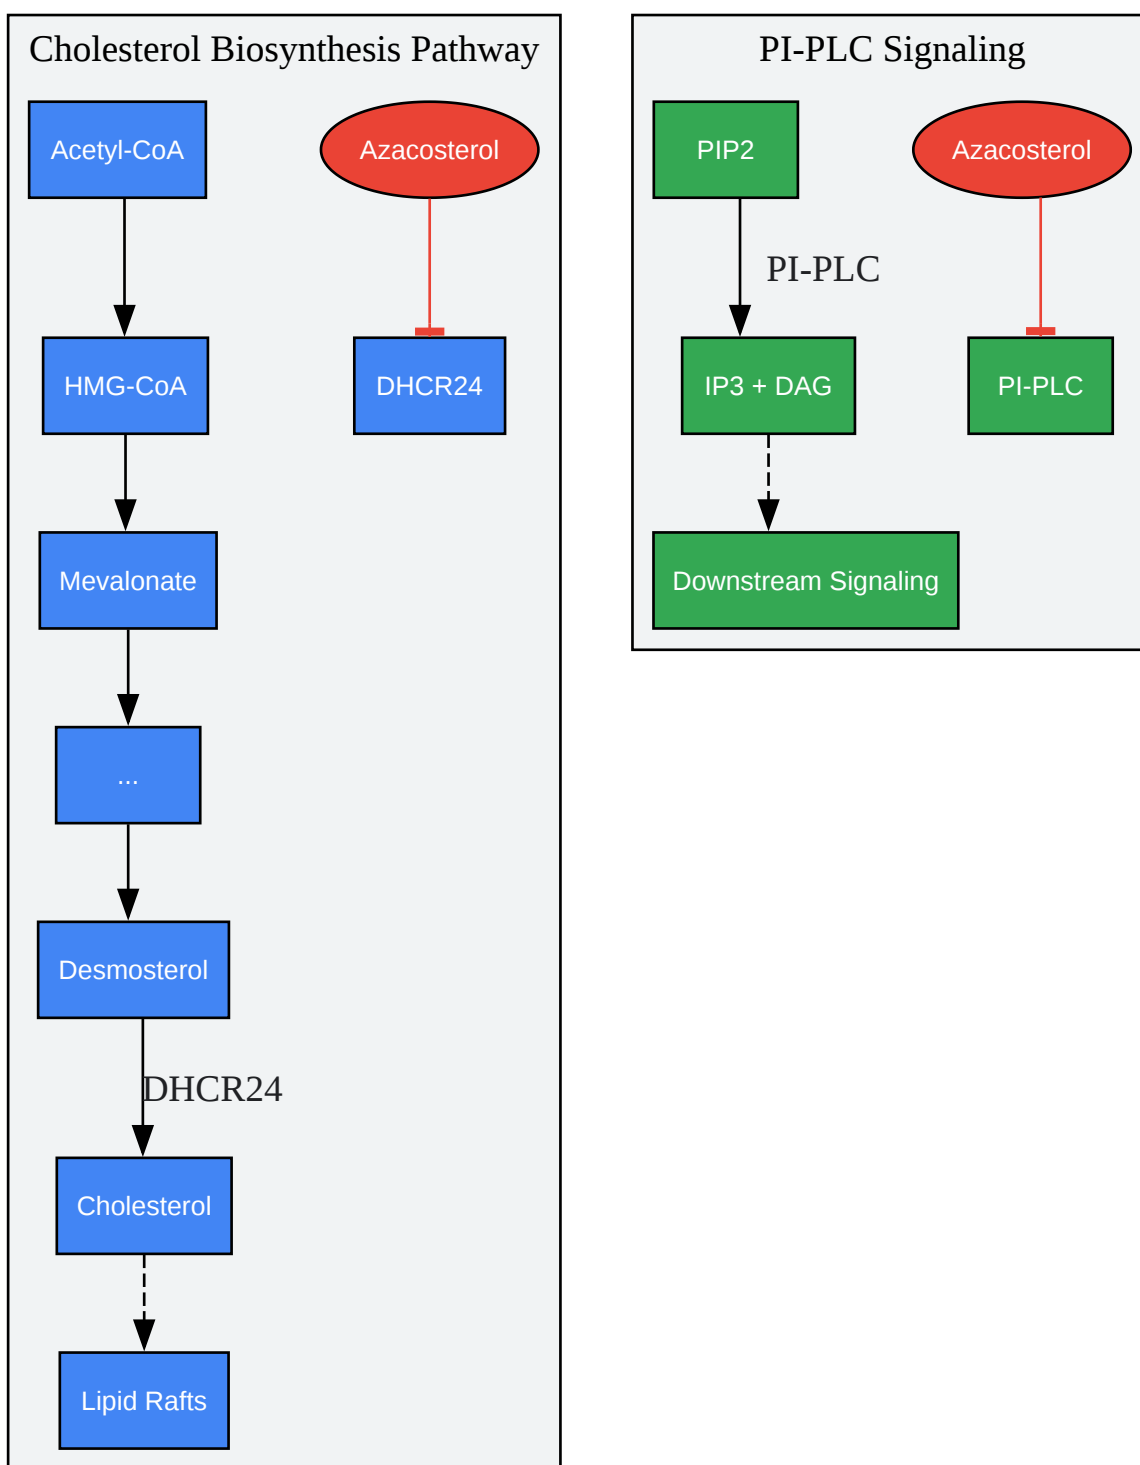 Cholesterol Biosynthesis Pathway
Acetyl-CoA
Azacosterol
HMG-CoA
DHCR24
Mevalonate
...
Desmosterol
DHCR24
Cholesterol
Lipid Rafts
PI-PLC Signaling
PIP2
Azacosterol
PI-PLC
IP3 + DAG
PI-PLC
Downstream Signaling